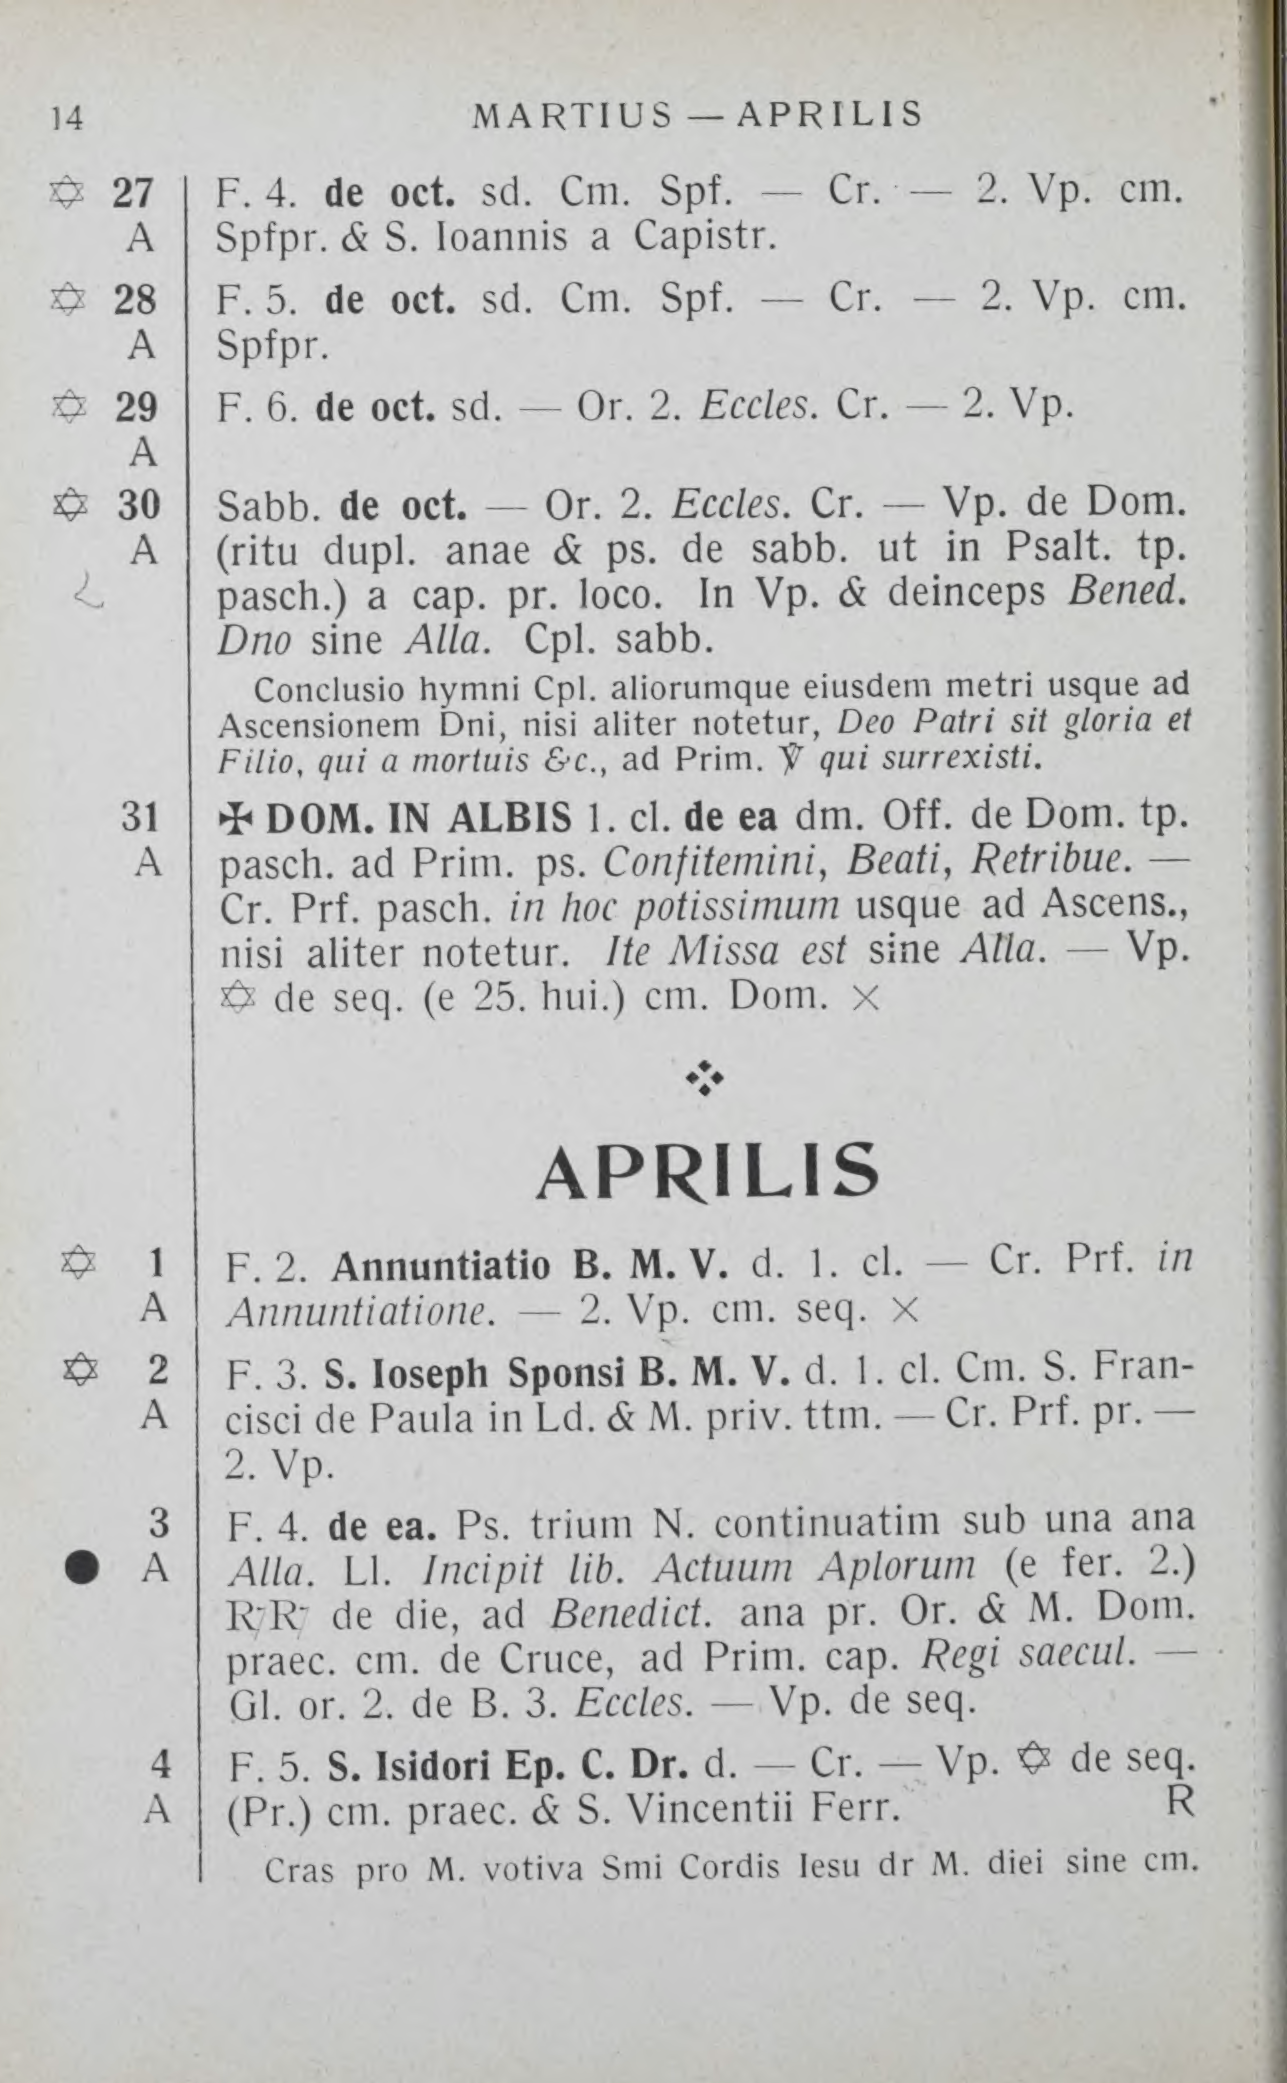 14 MARTIUS — APRILIS
✡ 27 F. 4. de oct. sd. Cm. Spf. — Cr. — 2. Vp. cm.
A Spfpr. & S. Ioannis a Capistr.
✡ 28 F. 5. de oct. sd. Cm. Spf. — Cr. — 2. Vp. cm.
A Spfpr.
✡ 29 F. 6. de oct. sd. — Or. 2. Eccles. Cr. — 2. Vp.
A
✡ 30 Sabb. de oct. — Or. 2. Eccles. Cr. — Vp. de Dom.
A (ritu dupl. anae & ps. de sabb. ut in Psalt. tp.
pasch.) a cap. pr. loco. In Vp. & deinceps Bened.
Dno sine Alla. Cpl. sabb.
Conclusio hymni Cpl. aliorumque eiusdem metri usque ad
Ascensionem Dni, nisi aliter notetur, Deo Patri sit gloria et
Filio, qui a mortuis &c., ad Prim. ℣ qui surrexisti.
31 ✠ DOM. IN ALBIS 1. cl. de ea dm. Off. de Dom. tp.
A pasch. ad Prim. ps. Confitemini, Beati, Retribue. —
Cr. Prf. pasch. in hoc potissimum usque ad Ascens.,
nisi aliter notetur. Ite Missa est sine Alla. — Vp.
✡ de seq. (e 25. hui.) cm. Dom. ×
APRILIS
✡ 1 F. 2. Annuntiatio B. M. V. d. 1. cl. — Cr. Prf. in
A Annuntiatione. — 2. Vp. cm. seq. ×
✡ 2 F. 3. S. Ioseph Sponsi B. M. V. d. 1. cl. Cm. S. Fran-
A cisci de Paula in Ld. & M. priv. ttm. — Cr. Prf. pr. —
2. Vp.
3 F. 4. de ea. Ps. trium N. continuatim sub una ana
● A Alla. Ll. Incipit lib. Actuum Aplorum (e fer. 2.)
℟℟ de die, ad Benedict. ana pr. Or. & M. Dom.
praec. cm. de Cruce, ad Prim. cap. Regi saecul. —
Gl. or. 2. de B. 3. Eccles. — Vp. de seq.
4 F. 5. S. Isidori Ep. C. Dr. d. — Cr. — Vp. ✡ de seq.
A (Pr.) cm. praec. & S. Vincentii Ferr. R
Cras pro M. votiva Smi Cordis Iesu dr M. diei sine cm.